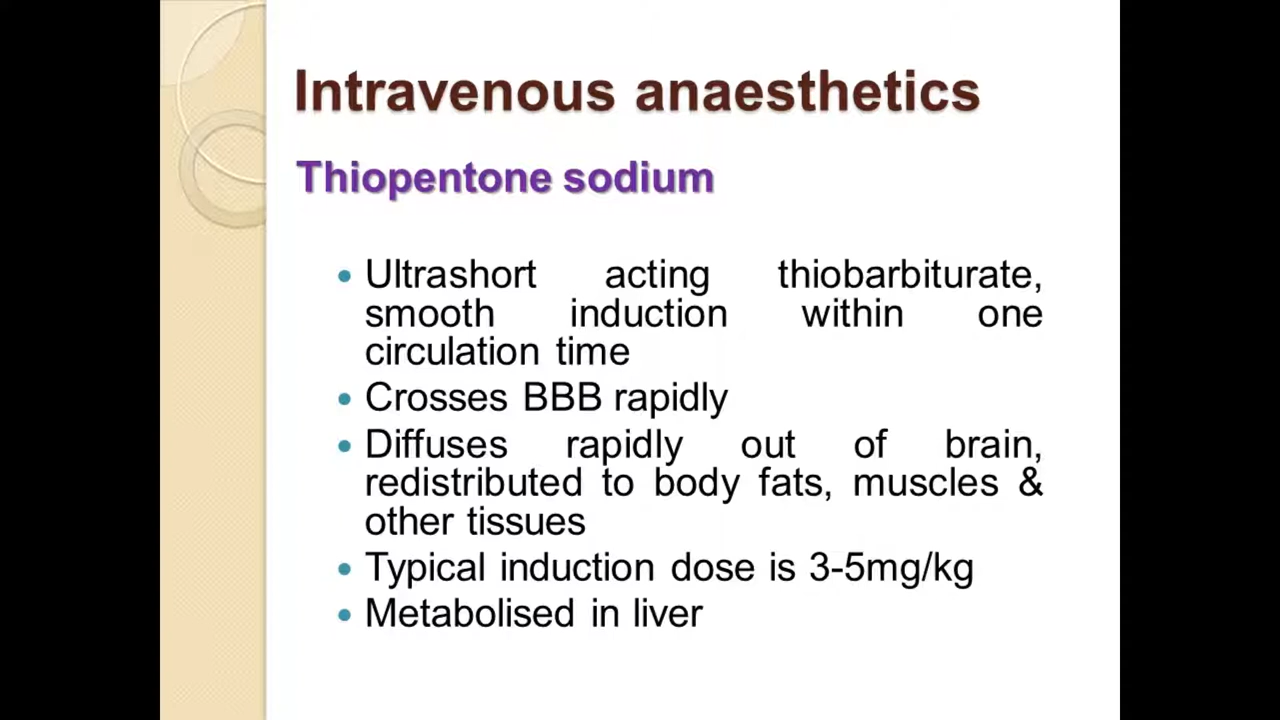 Intravenous anaesthetics
Thiopentone sodium
• Ultrashort acting thiobarbiturate,
smooth induction within one
circulation time
• Crosses BBB rapidly
• Diffuses rapidly out of brain,
redistributed to body fats, muscles &
other tissues
• Typical induction dose is 3-5mg/kg
• Metabolised in liver